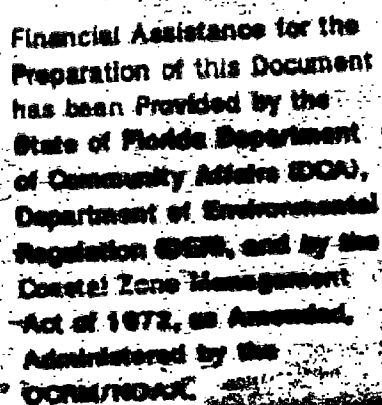 Financial Assistance for the
Preparation of this Document
has been Provided by the
State of Florida Department
of Community Affairs (DCA),
Department of Environmental
Regulation (DER), and by the
Coastal Zone Management
Act of 1972, as Amended,
Administered by the
OCRM/NOAA.